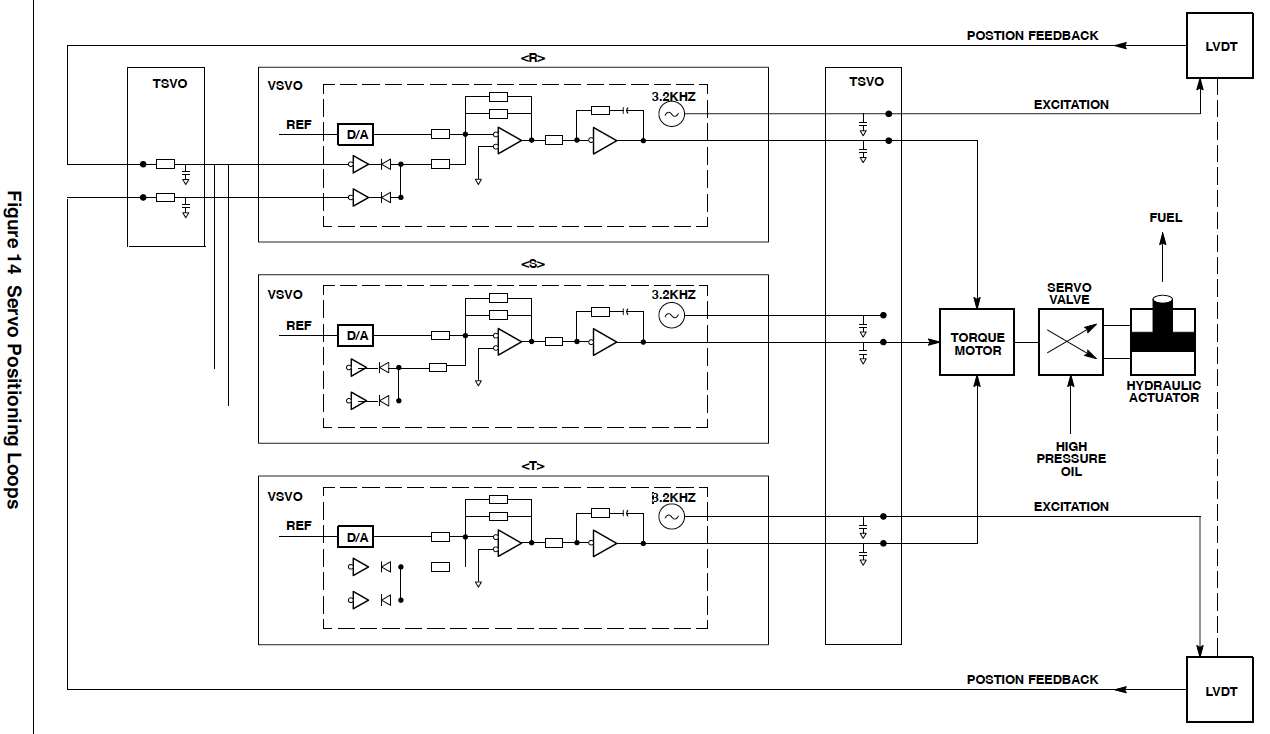 POSTION FEEDBACK
LVDT
<R>
TSVO
VSVO
3.2KHZ
TSVO
EXCITATION
REF
D/A
FUEL
<S>
VSVO
3.2KHZ
SERVO
VALVE
REF
D/A
TORQUE
MOTOR
HYDRAULIC
ACTUATOR
HIGH
PRESSURE
OIL
<T>
VSVO
3.2KHZ
EXCITATION
REF
D/A
POSTION FEEDBACK
LVDT
Figure 14 Servo Positioning Loops